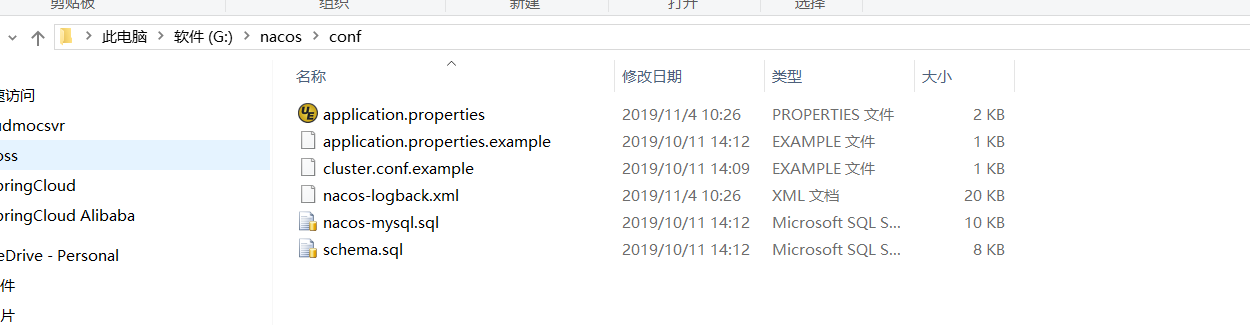 剪贴板 组织 新建 打开 选择
此电脑 软件 (G:) nacos conf
名称 修改日期 类型 大小
速访问
udmocsvr
oss
pringCloud
pringCloud Alibaba
eDrive - Personal
件
片
application.properties 2019/11/4 10:26 PROPERTIES 文件 2 KB
application.properties.example 2019/10/11 14:12 EXAMPLE 文件 1 KB
cluster.conf.example 2019/10/11 14:09 EXAMPLE 文件 1 KB
nacos-logback.xml 2019/11/4 10:26 XML 文档 20 KB
nacos-mysql.sql 2019/10/11 14:12 Microsoft SQL S... 10 KB
schema.sql 2019/10/11 14:12 Microsoft SQL S... 8 KB